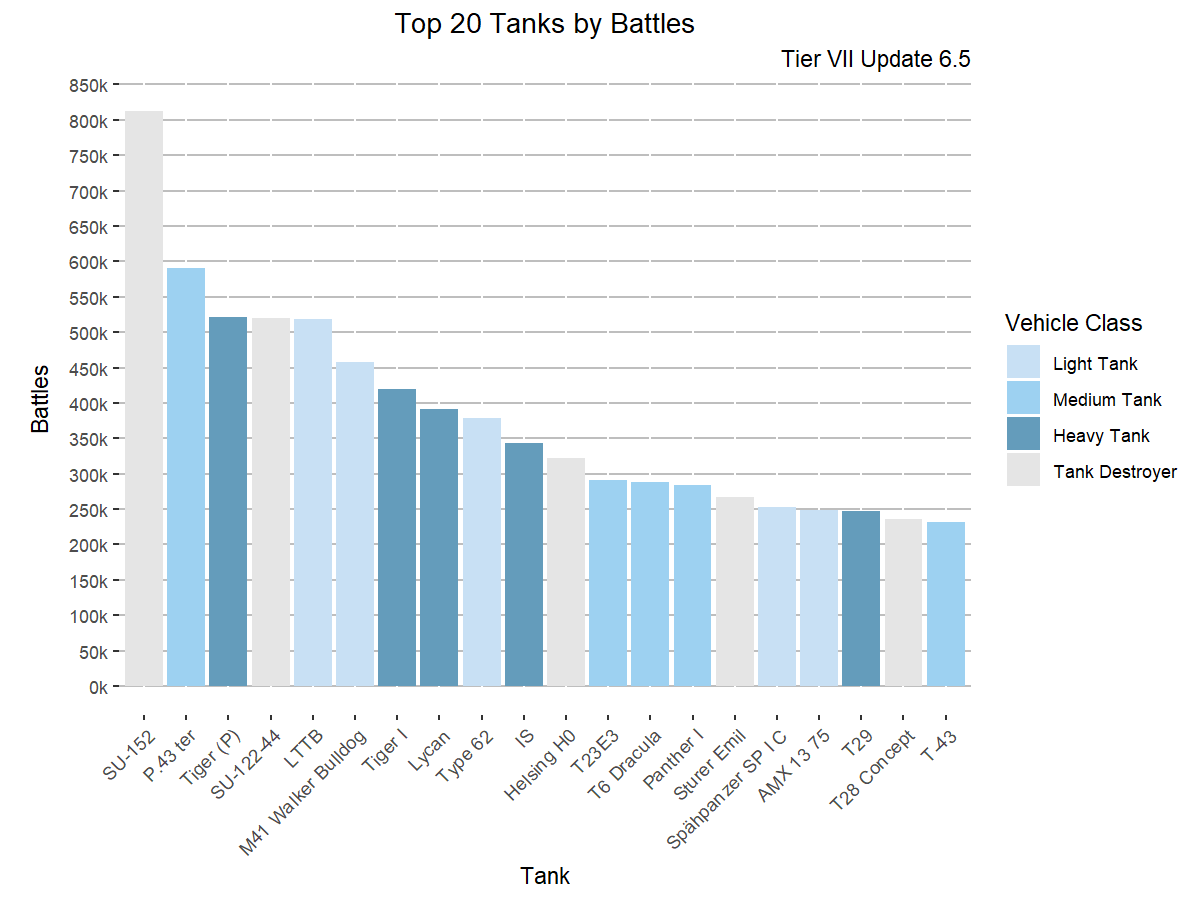 Top 20 Tanks by Battles
Tier VII Update 6.5
850k
800k
750k
700k
650k
600k
550k
500k
450k
400k
350k
300k
250k
200k
150k
100k
50k
0k
Battles
SU-152
P.43 ter
Tiger (P)
SU-122-44
LTTB
M41 Walker Bulldog
Tiger I
Lycan
Type 62
IS
Helsing H0
T23E3
T6 Dracula
Panther I
Sturer Emil
Spähpanzer SP I C
AMX 13 75
T29
T28 Concept
T-43
Tank
Vehicle Class
Light Tank
Medium Tank
Heavy Tank
Tank Destroyer